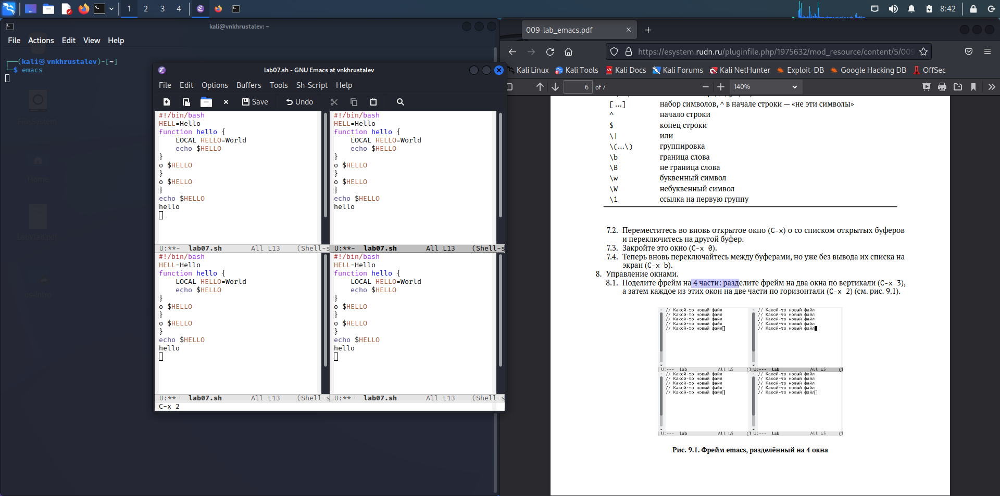 1 2 3 4 8:42
kali@vnkhrustalev: ~
File Actions Edit View Help
(kali㉿vnkhrustalev)-[~]
$ emacs
File System
Home
LabVlad.pdf
os-intro
lab07.sh - GNU Emacs at vnkhrustalev
File Edit Options Buffers Tools Sh-Script Help
Save Undo
#!/bin/bash
HELL=Hello
function hello {
    LOCAL HELLO=World
    echo $HELLO
}
o $HELLO
}
o $HELLO
}
echo $HELLO
hello
U:**- lab07.sh All L13 (Shell-s
#!/bin/bash
HELL=Hello
function hello {
    LOCAL HELLO=World
    echo $HELLO
}
o $HELLO
}
o $HELLO
}
echo $HELLO
hello
U:**- lab07.sh All L13 (Shell-s
#!/bin/bash
HELL=Hello
function hello {
    LOCAL HELLO=World
    echo $HELLO
}
o $HELLO
}
o $HELLO
}
echo $HELLO
hello
U:**- lab07.sh All L13 (Shell-s
#!/bin/bash
HELL=Hello
function hello {
    LOCAL HELLO=World
    echo $HELLO
}
o $HELLO
}
o $HELLO
}
echo $HELLO
hello
U:**- lab07.sh All L13 (Shell-s
C-x 2
009-lab_emacs.pdf
https://esystem.rudn.ru/pluginfile.php/1975632/mod_resource/content/5/009
Kali Linux Kali Tools Kali Docs Kali Forums Kali NetHunter Exploit-DB Google Hacking DB OffSec
6 of 7 140%
[...] набор символов, ^ в начале строки — «не эти символы»
^ начало строки
$ конец строки
\| или
\(...\) группировка
\b граница слова
\B не граница слова
\w буквенный символ
\W небуквенный символ
\1 ссылка на первую группу
7.2. Переместитесь во вновь открытое окно (C-x) o со списком открытых буферов
и переключитесь на другой буфер.
7.3. Закройте это окно (C-x 0).
7.4. Теперь вновь переключайтесь между буферами, но уже без вывода их списка на
экран (C-x b).
8. Управление окнами.
8.1. Поделите фрейм на 4 части: разделите фрейм на два окна по вертикали (C-x 3),
а затем каждое из этих окон на две части по горизонтали (C-x 2) (см. рис. 9.1).
// Какой-то новый файл
// Какой-то новый файл
// Какой-то новый файл
// Какой-то новый файл
// Какой-то новый файл
U:--- lab All L5 (T
// Какой-то новый файл
// Какой-то новый файл
// Какой-то новый файл
// Какой-то новый файл
// Какой-то новый файл
U:--- lab All L5 (T
// Какой-то новый файл
// Какой-то новый файл
// Какой-то новый файл
// Какой-то новый файл
// Какой-то новый файл
U:--- lab All L5 (T
// Какой-то новый файл
// Какой-то новый файл
// Какой-то новый файл
// Какой-то новый файл
// Какой-то новый файл
U:--- lab All L5 (T
Рис. 9.1. Фрейм emacs, разделённый на 4 окна